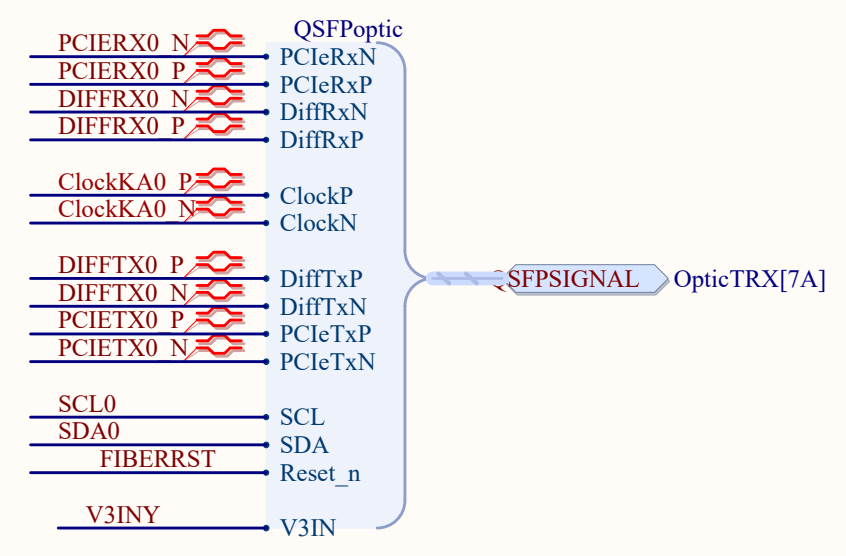 QSFPoptic
PCIERX0_N PCIeRxN
PCIERX0_P PCIeRxP
DIFFRX0_N DiffRxN
DIFFRX0_P DiffRxP
ClockKA0_P ClockP
ClockKA0_N ClockN
DIFFTX0_P DiffTxP
QSFPSIGNAL OpticTRX[7A]
DIFFTX0_N DiffTxN
PCIETX0_P PCIeTxP
PCIETX0_N PCIeTxN
SCL0 SCL
SDA0 SDA
FIBERRST Reset_n
V3INY V3IN